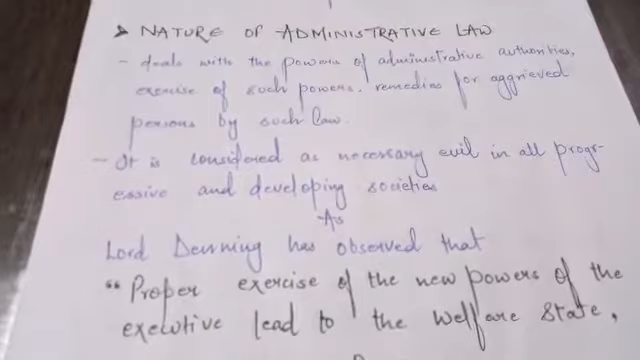 ➤ NATURE OF ADMINISTRATIVE LAW
- deals with the powers of administrative authorities,
exercise of such powers, remedies for aggrieved
persons by such law.
- It is considered as necessary evil in all progr-
essive and developing societies
As
Lord Denning has observed that
"Proper exercise of the new powers of the
executive lead to the welfare state,